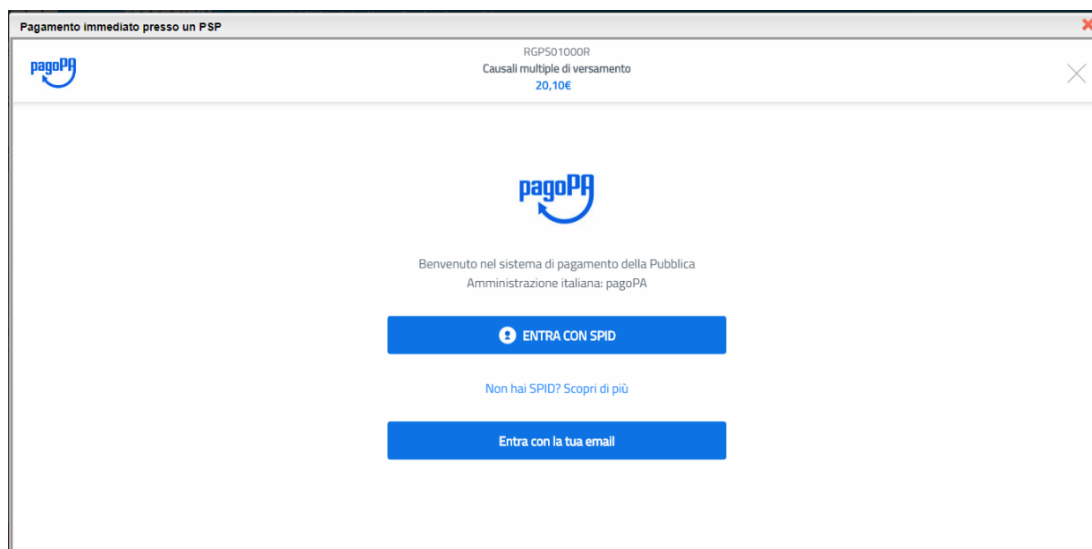 Pagamento immediato presso un PSP
pagoPA
RGPS01000R
Causali multiple di versamento
20,10€
pagoPA
Benvenuto nel sistema di pagamento della Pubblica
Amministrazione italiana: pagoPA
ENTRA CON SPID
Non hai SPID? Scopri di più
Entra con la tua email